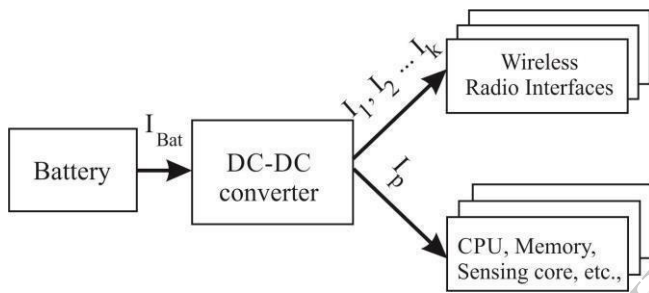 Battery
I_Bat
DC-DC
converter
I_1, I_2 ... I_k
I_p
Wireless
Radio Interfaces
CPU, Memory,
Sensing core, etc.,